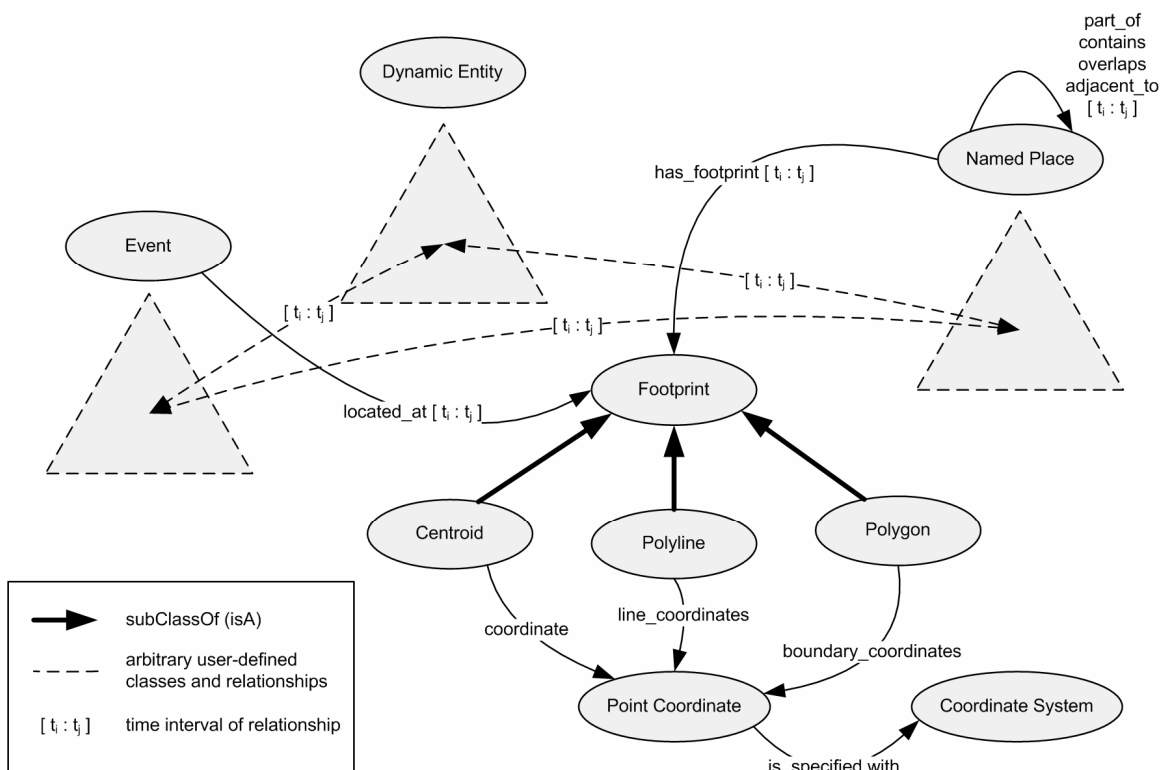 Dynamic Entity
part_of
contains
overlaps
adjacent_to
[ tᵢ : tⱼ ]
Named Place
has_footprint [ tᵢ : tⱼ ]
Event
[ tᵢ : tⱼ ]
[ tᵢ : tⱼ ]
[ tᵢ : tⱼ ]
Footprint
located_at [ tᵢ : tⱼ ]
Centroid
Polyline
Polygon
coordinate
line_coordinates
boundary_coordinates
Point Coordinate
Coordinate System
is_specified_with
subClassOf (isA)
arbitrary user-defined
classes and relationships
[ tᵢ : tⱼ ]
time interval of relationship